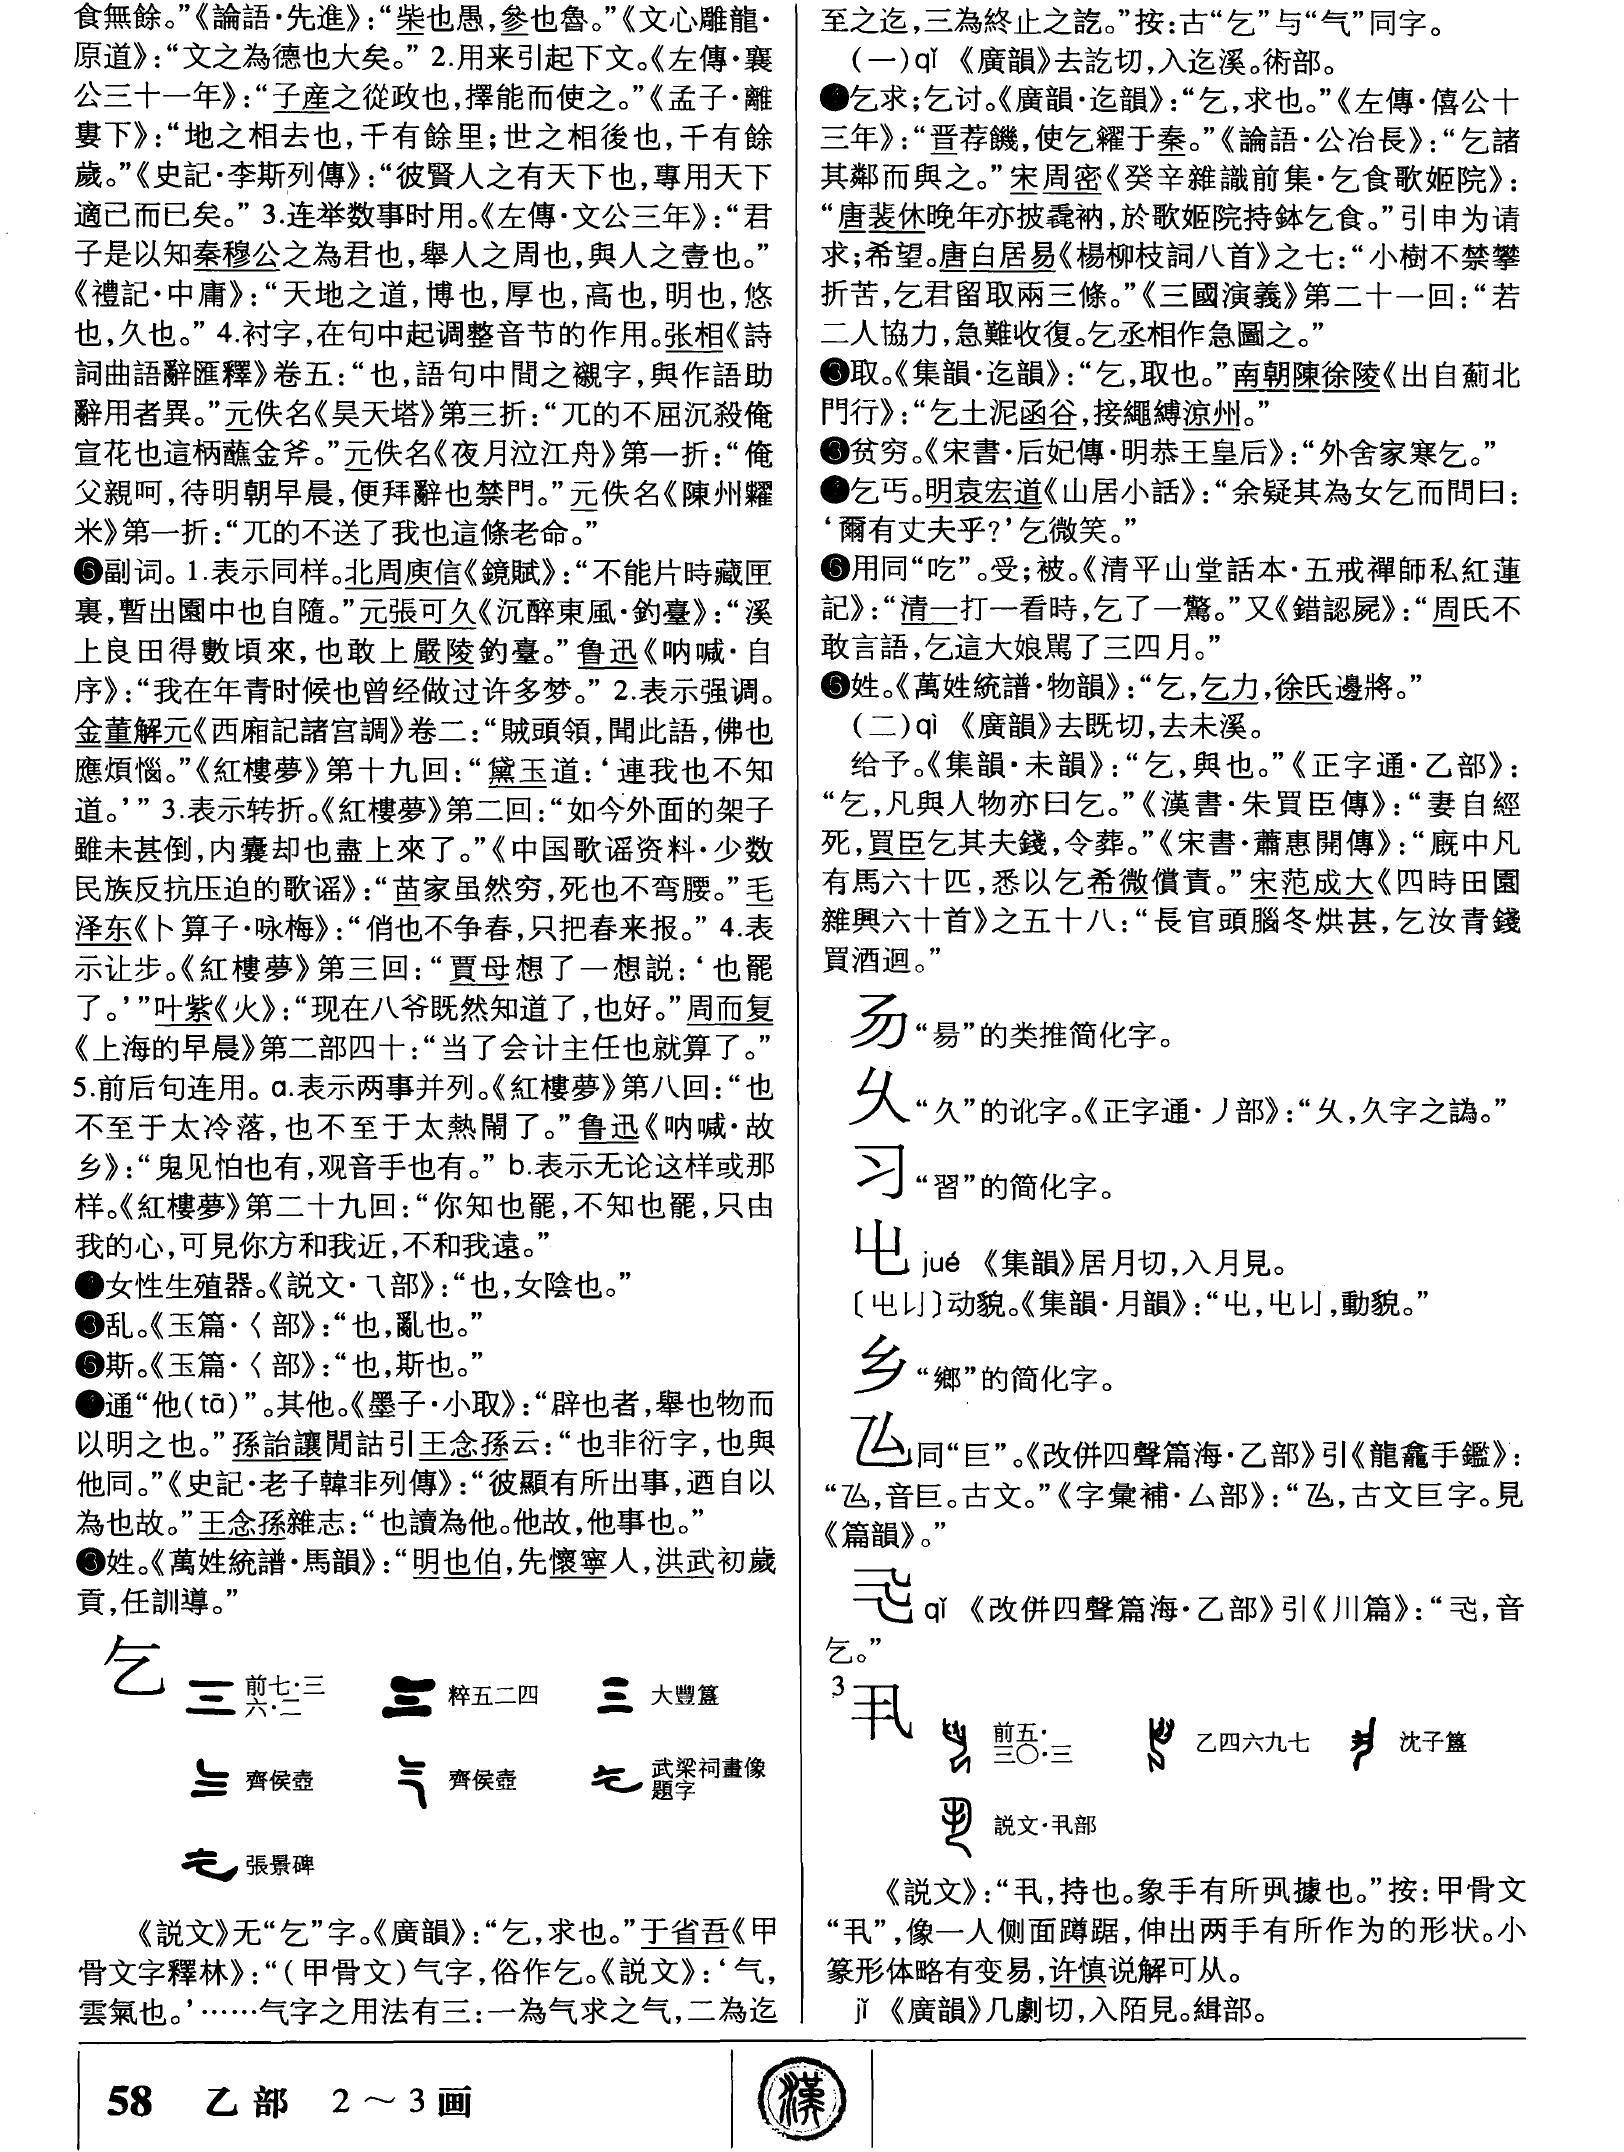 食無餘。”《論語·先進》：“柴也愚，參也魯。”《文心雕龍·
原道》：“文之為德也大矣。” 2.用来引起下文。《左傳·襄
公三十一年》：“子産之從政也，擇能而使之。”《孟子·離
婁下》：“地之相去也，千有餘里；世之相後也，千有餘
歲。”《史記·李斯列傳》：“彼賢人之有天下也，專用天下
適己而已矣。” 3.连举数事时用。《左傳·文公三年》：“君
子是以知秦穆公之為君也，舉人之周也，與人之壹也。”
《禮記·中庸》：“天地之道，博也，厚也，高也，明也，悠
也，久也。” 4.衬字，在句中起调整音节的作用。张相《詩
詞曲語辭匯釋》卷五：“也，語句中間之襯字，與作語助
辭用者異。”元佚名《昊天塔》第三折：“兀的不屈沉殺俺
宣花也這柄蘸金斧。”元佚名《夜月泣江舟》第一折：“俺
父親呵，待明朝早晨，便拜辭也禁門。”元佚名《陳州糶
米》第一折：“兀的不送了我也這條老命。”
❺副词。1.表示同样。北周庾信《鏡賦》：“不能片時藏匣
裏，暫出園中也自隨。”元張可久《沉醉東風·釣臺》：“溪
上良田得數頃來，也敢上嚴陵釣臺。”鲁迅《呐喊·自
序》：“我在年青时候也曾经做过许多梦。” 2.表示强调。
金董解元《西廂記諸宫調》卷二：“賊頭領，聞此語，佛也
應煩惱。”《紅樓夢》第十九回：“黛玉道：‘連我也不知
道。’” 3.表示转折。《紅樓夢》第二回：“如今外面的架子
雖未甚倒，内囊却也盡上來了。”《中国歌谣资料·少数
民族反抗压迫的歌谣》：“苗家虽然穷，死也不弯腰。”毛
泽东《卜算子·咏梅》：“俏也不争春，只把春来报。” 4.表
示让步。《紅樓夢》第三回：“賈母想了一想説：‘也罷
了。’”叶紫《火》：“现在八爷既然知道了，也好。”周而复
《上海的早晨》第二部四十：“当了会计主任也就算了。”
5.前后句连用。a.表示两事并列。《紅樓夢》第八回：“也
不至于太冷落，也不至于太熱鬧了。”鲁迅《呐喊·故
乡》：“鬼见怕也有，观音手也有。” b.表示无论这样或那
样。《紅樓夢》第二十九回：“你知也罷，不知也罷，只由
我的心，可見你方和我近，不和我遠。”
女性生殖器。《説文·乁部》：“也，女陰也。”
乱。《玉篇·乁部》：“也，亂也。”
斯。《玉篇·乁部》：“也，斯也。”
通“他(tā)”。其他。《墨子·小取》：“辟也者，舉也物而
以明之也。”孫詒讓閒詁引王念孫云：“也非衍字，也與
他同。”《史記·老子韓非列傳》：“彼顯有所出事，迺自以
為也故。”王念孫雜志：“也讀為他。他故，他事也。”
姓。《萬姓統譜·馬韻》：“明也伯，先懷寧人，洪武初歲
貢，任訓導。”
乞 前七·三六·二 粹五二四 大豐簋
齊侯壺 齊侯壺 武梁祠畫像題字
張景碑
《説文》无“乞”字。《廣韻》：“乞，求也。”于省吾《甲
骨文字釋林》：“(甲骨文)气字，俗作乞。《説文》：‘气，
雲氣也。’……气字之用法有三：一為气求之气，二為迄
至之迄，三為終止之訖。”按：古“乞”与“气”同字。
(一)qǐ 《廣韻》去訖切，入迄溪。術部。
乞求；乞讨。《廣韻·迄韻》：“乞，求也。”《左傳·僖公十
三年》：“晋荐饑，使乞糴于秦。”《論語·公冶長》：“乞諸
其鄰而與之。”宋周密《癸辛雜識前集·乞食歌姬院》：
“唐裴休晚年亦披毳衲，於歌姬院持鉢乞食。”引申为请
求；希望。唐白居易《楊柳枝詞八首》之七：“小樹不禁攀
折苦，乞君留取兩三條。”《三國演義》第二十一回：“若
二人協力，急難收復。乞丞相作急圖之。”
取。《集韻·迄韻》：“乞，取也。”南朝陳徐陵《出自薊北
門行》：“乞土泥函谷，接繩縛涼州。”
❸贫穷。《宋書·后妃傳·明恭王皇后》：“外舍家寒乞。”
乞丐。明袁宏道《山居小話》：“余疑其為女乞而問曰：
‘爾有丈夫乎？’乞微笑。”
用同“吃”。受；被。《清平山堂話本·五戒禪師私紅蓮
記》：“清一打一看時，乞了一驚。”又《錯認屍》：“周氏不
敢言語，乞這大娘駡了三四月。”
姓。《萬姓統譜·物韻》：“乞，乞力，徐氏邊將。”
(二)qì 《廣韻》去既切，去未溪。
给予。《集韻·未韻》：“乞，與也。”《正字通·乙部》：
“乞，凡與人物亦曰乞。”《漢書·朱買臣傳》：“妻自經
死，買臣乞其夫錢，令葬。”《宋書·蕭惠開傳》：“厩中凡
有馬六十匹，悉以乞希微償責。”宋范成大《四時田園
雜興六十首》之五十八：“長官頭腦冬烘甚，乞汝青錢
買酒迴。”
“昜”的类推简化字。
“久”的讹字。《正字通·丿部》：“乆，久字之譌。”
习 “習”的简化字。
jué 《集韻》居月切，入月見。
动貌。《集韻·月韻》：“動貌。”
乡 “鄉”的简化字。
同“巨”。《改併四聲篇海·乙部》引《龍龕手鑑》：
“音巨。古文。”《字彙補·厶部》：“古文巨字。見
《篇韻》。”
qǐ 《改併四聲篇海·乙部》引《川篇》：“音
乞。”
3 丮 前五·三〇·三 乙四六九七 沈子簋
説文·丮部
《説文》：“丮，持也。象手有所丮據也。”按：甲骨文
“丮”，像一人侧面蹲踞，伸出两手有所作为的形状。小
篆形体略有变易，许慎说解可从。
jǐ 《廣韻》几劇切，入陌見。緝部。
58 乙部 2～3画
漢